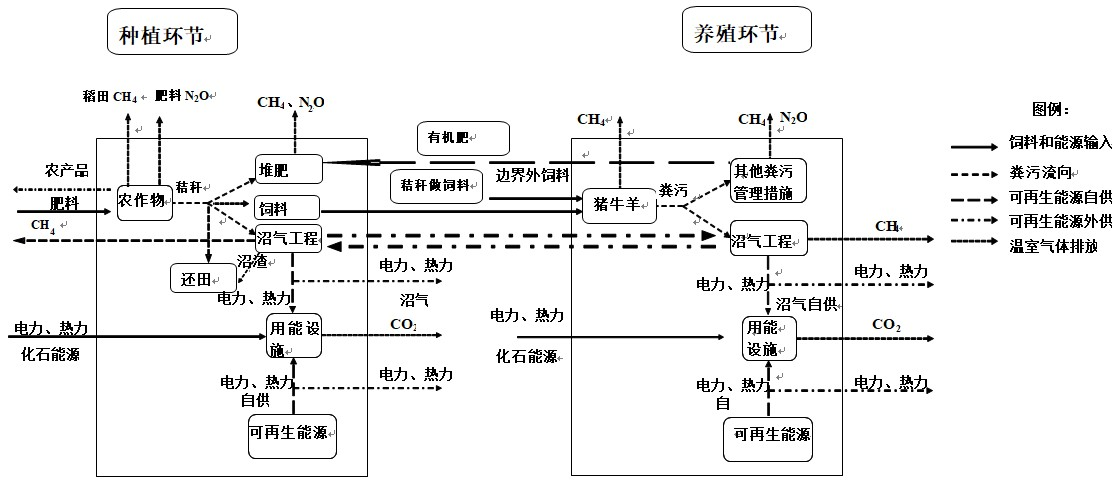 种植环节
养殖环节
稻田 CH4 肥料 N2O
CH4、N2O
CH4
CH4 N2O
图例：
有机肥
饲料和能源输入
农产品
秸秆
堆肥
秸秆做饲料
边界外饲料
粪污
其他粪污
管理措施
粪污流向
肥料
农作物
饲料
猪牛羊
可再生能源自供
CH4
沼气工程
沼气工程
CH4
可再生能源外供
温室气体排放
沼渣
还田
电力、热力
电力、热力
电力、热力
电力、热力
沼气
沼气自供
电力、热力
化石能源
用能设
施
CO2
电力、热力
化石能源
用能
设施
CO2
电力、热力
自供
电力、热力
电力、热力
自
电力、热力
可再生能源
可再生能源